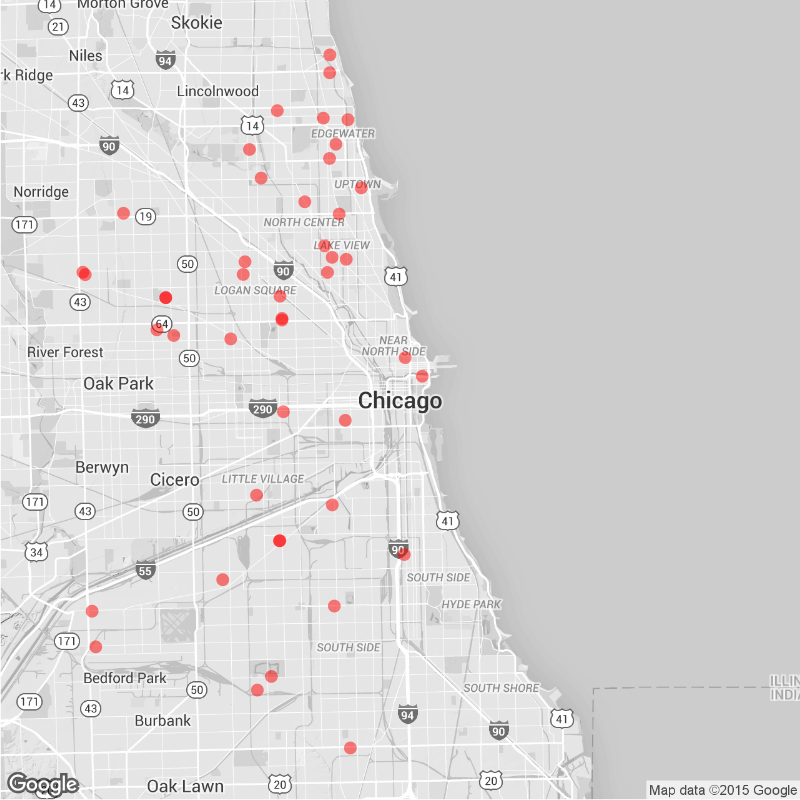 14
Morton Grove
21
Skokie
Niles
94
rk Ridge
14
Lincolnwood
43
14
EDGEWATER
90
UPTOWN
Norridge
19
171
NORTH CENTER
LAKE VIEW
50
90
41
LOGAN SQUARE
43
64
NEAR
NORTH SIDE
River Forest
50
Oak Park
290
290
Chicago
Berwyn
Cicero
LITTLE VILLAGE
171
43
50
41
34
90
55
SOUTH SIDE
HYDE PARK
171
SOUTH SIDE
Bedford Park
50
SOUTH SHORE
ILLIN
INDIA
171
43
Burbank
94
41
90
Google
Oak Lawn
20
20
Map data ©2015 Google